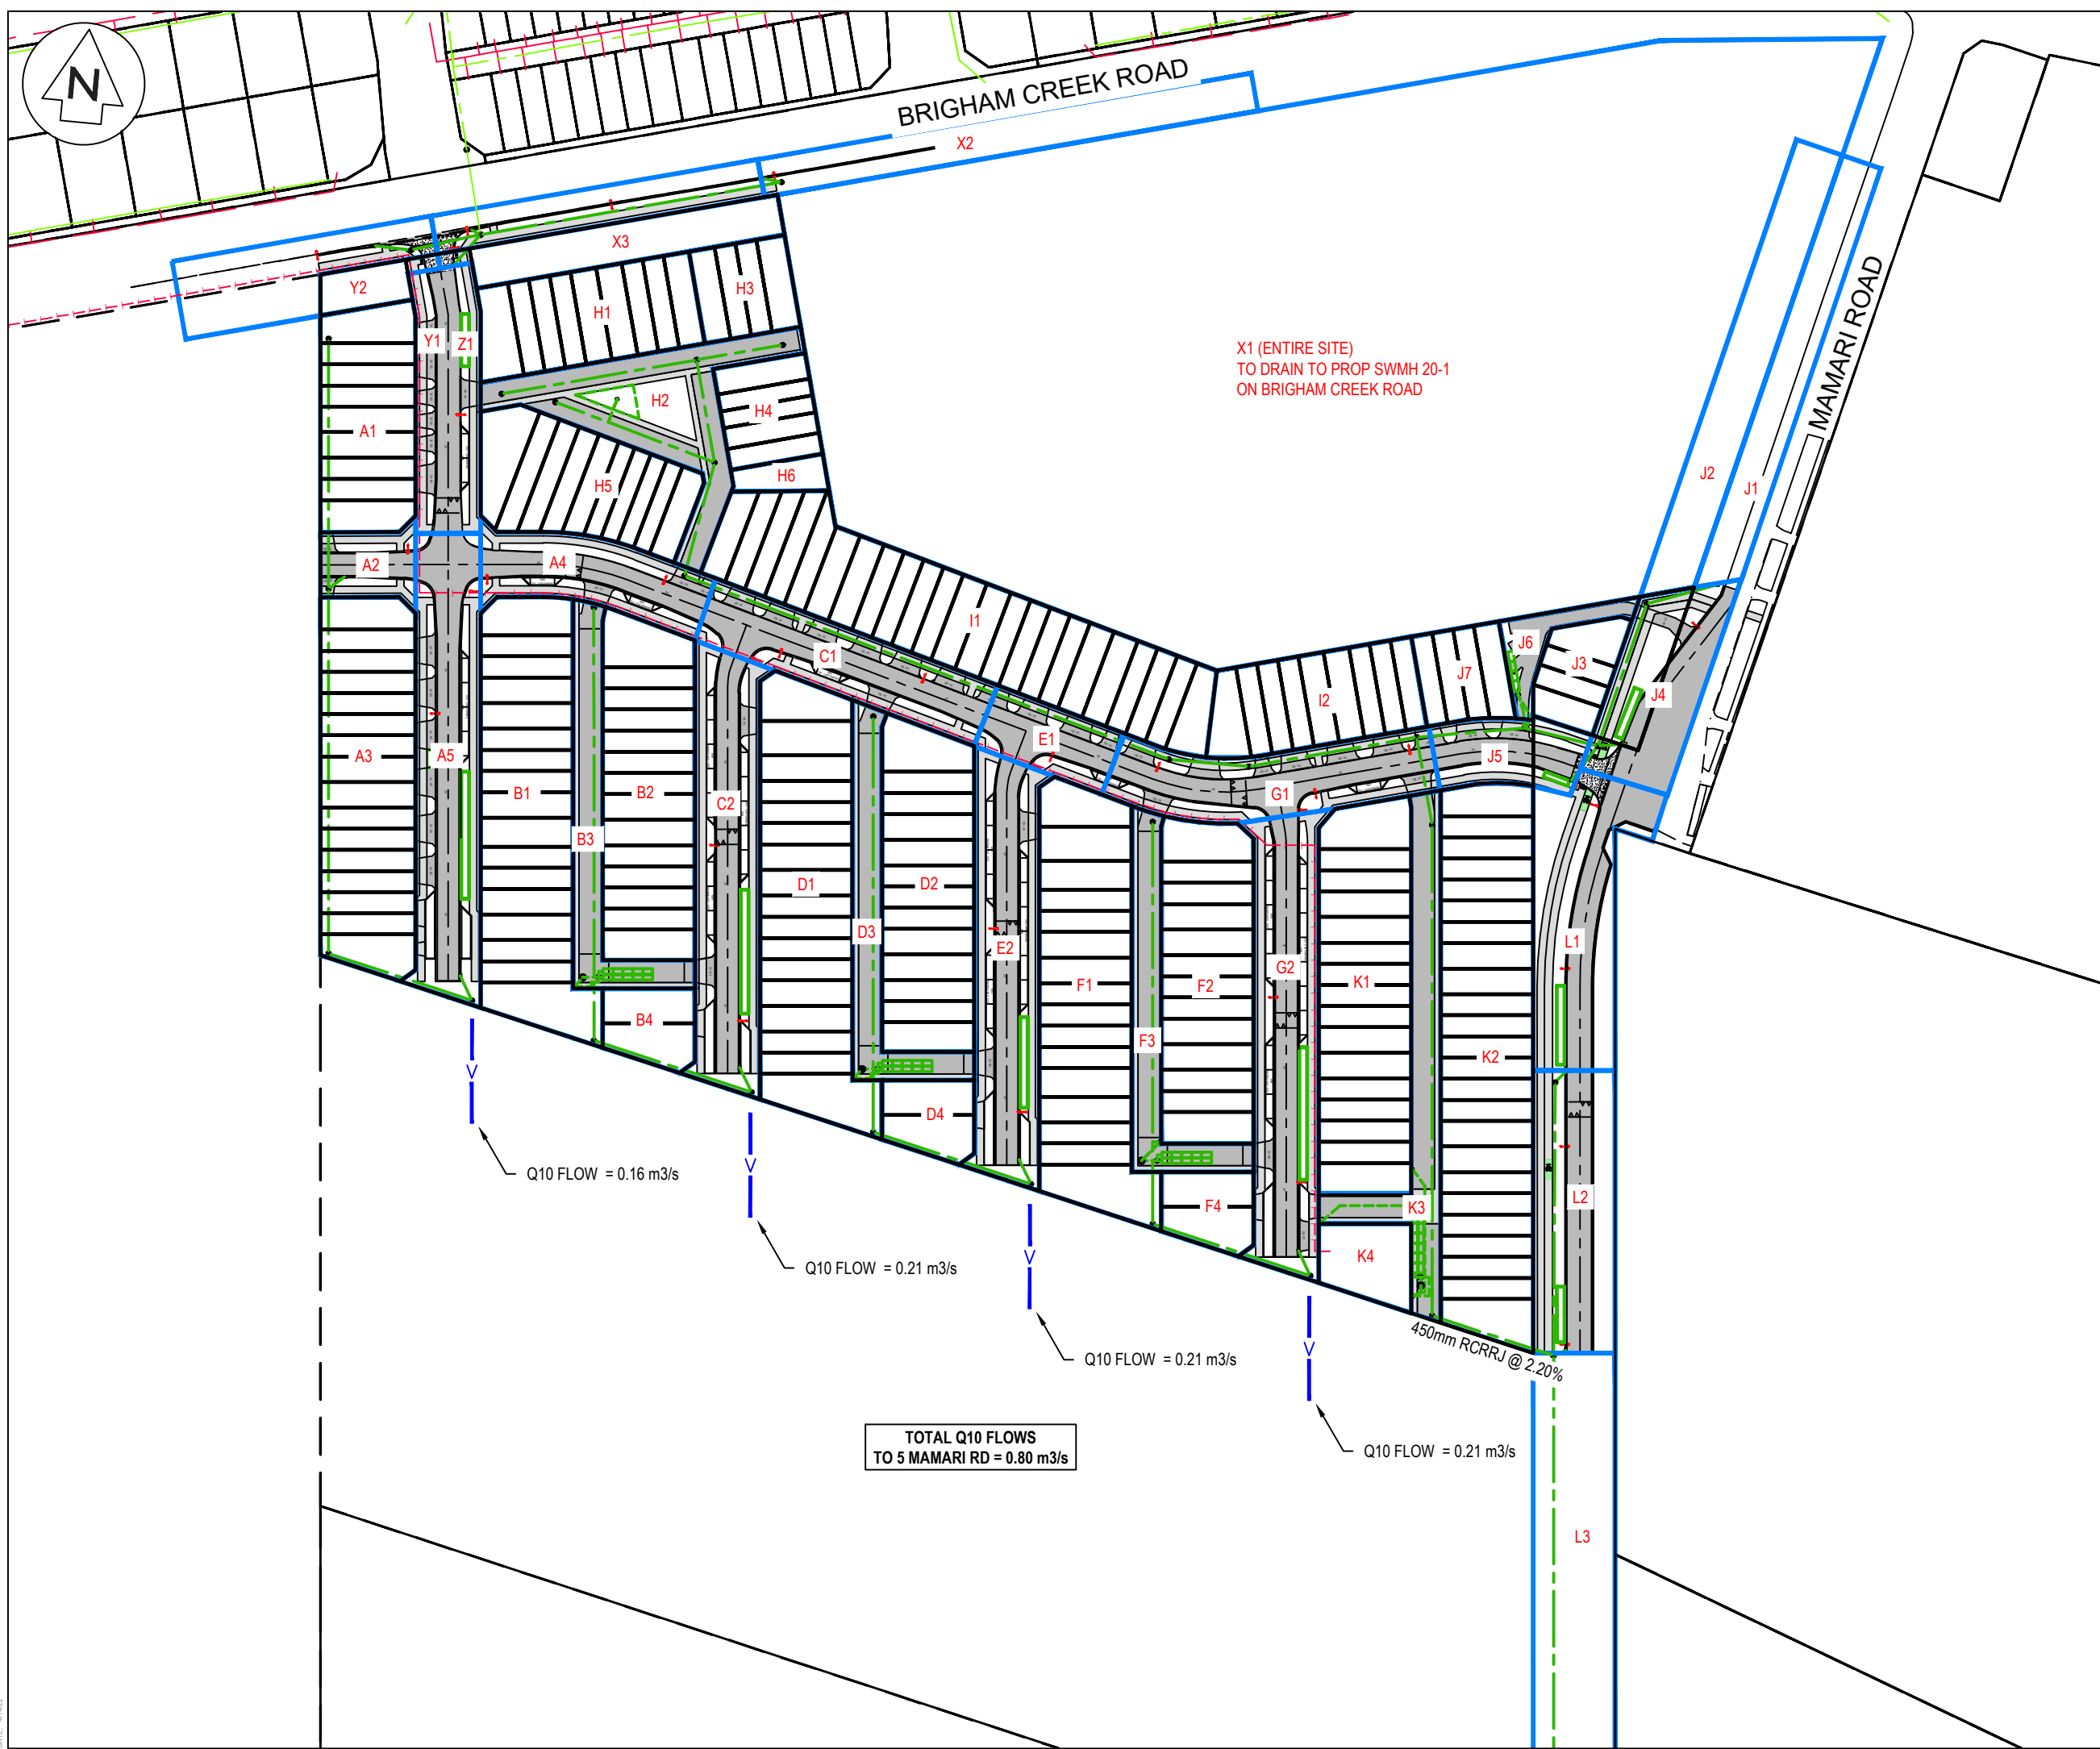 N
BRIGHAM CREEK ROAD
X2
X3
Y2
H3
H1
Y1
Z1
X1 (ENTIRE SITE)
TO DRAIN TO PROP SWMH 20-1
ON BRIGHAM CREEK ROAD
MAMARI ROAD
H2
H4
A1
H6
H5
J2
J1
A2
A4
I1
J6
J3
C1
I2
J7
J4
E1
A3
A5
J5
B1
B2
C2
G1
B3
D1
D2
D3
E2
L1
F1
F2
G2
K1
B4
F3
K2
V
D4
V
Q10 FLOW = 0.16 m3/s
F4
K3
L2
K4
V
Q10 FLOW = 0.21 m3/s
V
450mm RCRRJ @ 2.20%
Q10 FLOW = 0.21 m3/s
TOTAL Q10 FLOWS
TO 5 MAMARI RD = 0.80 m3/s
Q10 FLOW = 0.21 m3/s
L3